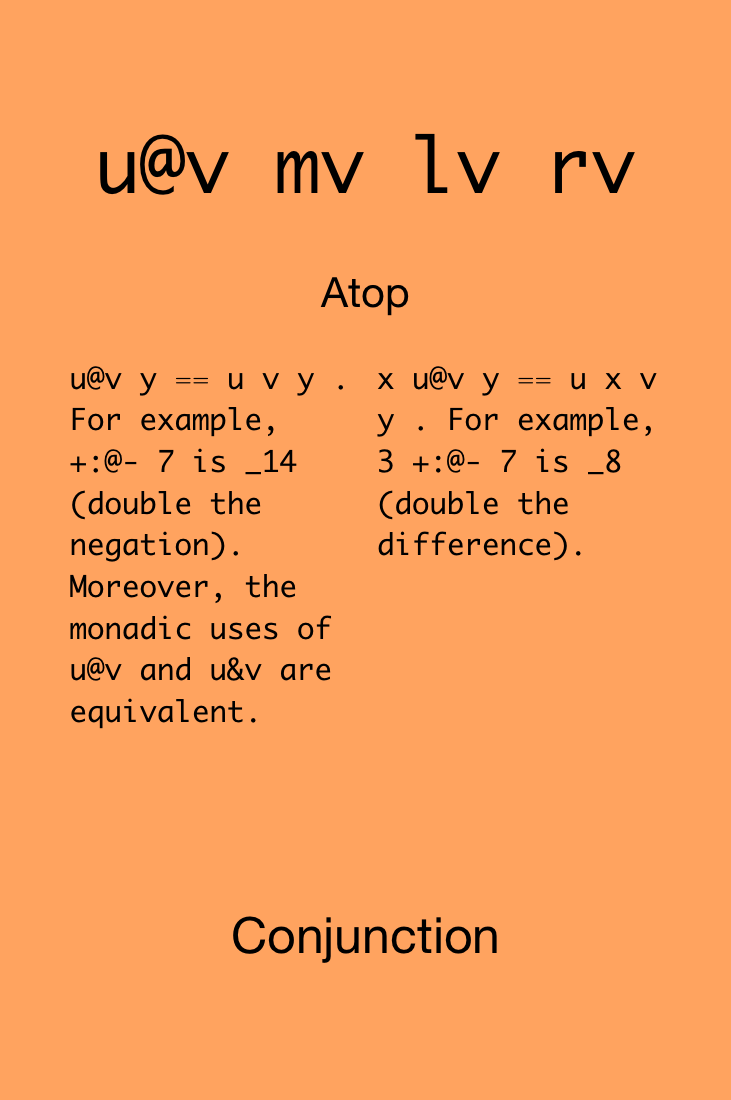 u@v mv lv rv
Atop
u@v y == u v y .
For example,
+:@- 7 is _14
(double the
negation).
Moreover, the
monadic uses of
u@v and u&v are
equivalent.
x u@v y == u x v
y . For example,
3 +:@- 7 is _8
(double the
difference).
Conjunction